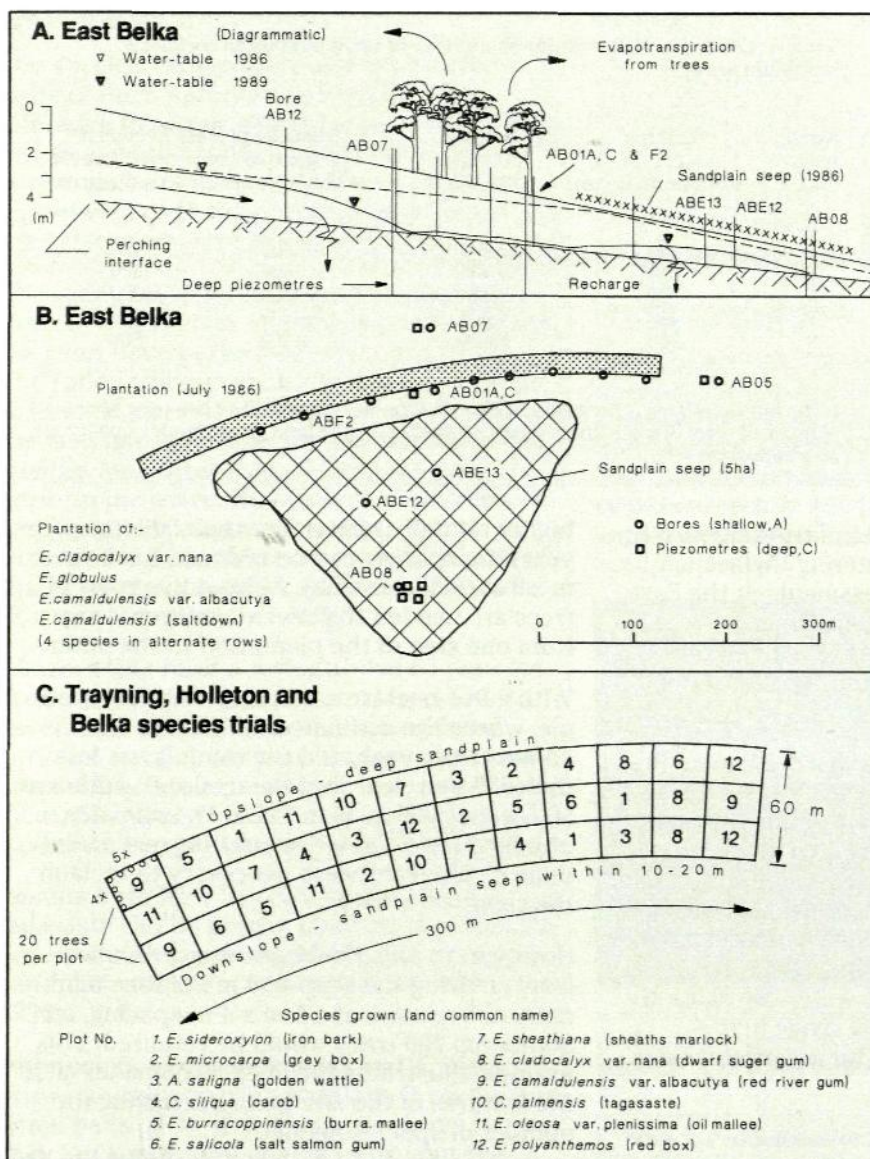 A. East Belka (Diagrammatic)
Water-table 1986
Water-table 1989
Evapotranspiration
from trees
Bore
AB12
AB07
AB01A, C & F2
Sandplain seep (1986)
ABE13
ABE12
AB08
0
2
4
(m)
Perching
interface
Deep piezometres
Recharge
B. East Belka
AB07
Plantation (July 1986)
AB01A,C
AB05
ABF2
ABE13
Sandplain seep (5ha)
ABE12
Plantation of:-
E. cladocalyx var. nana
E. globulus
E.camaldulensis var. albacutya
E.camaldulensis (saltdown)
(4 species in alternate rows)
AB08
Bores (shallow,A)
Piezometres (deep,C)
0 100 200 300m
C. Trayning, Holleton and
Belka species trials
Upslope - deep sandplain
5x
4x
9 5 1 11 10 7 3 2 4 8 6 12
11 10 7 4 3 12 2 5 6 1 8 9
9 6 5 11 2 10 7 4 1 3 8 12
60 m
20 trees
per plot
Downslope - sandplain seep within 10-20m
300 m
Species grown (and common name)
Plot No.
1. E. sideroxylon (iron bark)
2. E. microcarpa (grey box)
3. A. saligna (golden wattle)
4. C. siliqua (carob)
5. E. burracoppinensis (burra. mallee)
6. E. salicola (salt salmon gum)
7. E. sheathiana (sheaths marlock)
8. E. cladocalyx var. nana (dwarf suger gum)
9. E. camaldulensis var. albacutya (red river gum)
10. C. palmensis (tagasaste)
11. E. oleosa var. plenissima (oil mallee)
12. E. polyanthemos (red box)